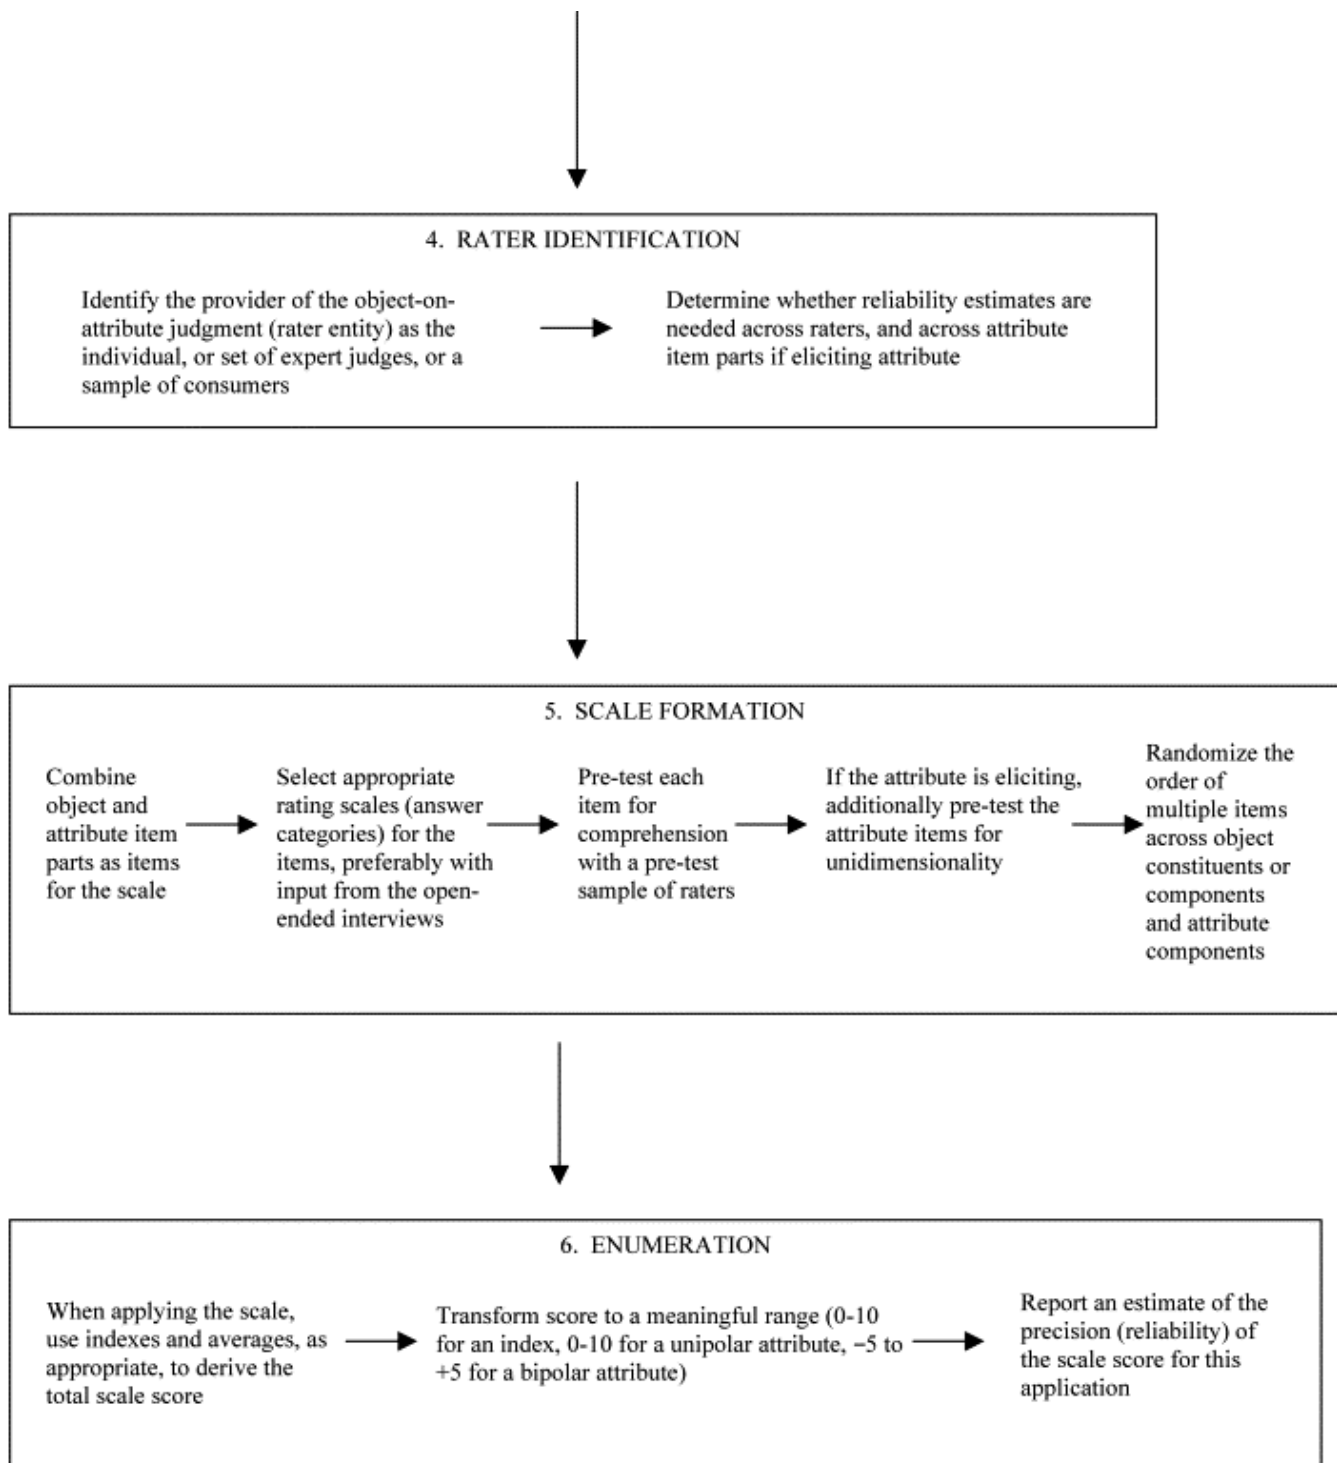 4. RATER IDENTIFICATION
Identify the provider of the object-on-
attribute judgment (rater entity) as the
individual, or set of expert judges, or a
sample of consumers
Determine whether reliability estimates are
needed across raters, and across attribute
item parts if eliciting attribute
5. SCALE FORMATION
Combine
object and
attribute item
parts as items
for the scale
Select appropriate
rating scales (answer
categories) for the
items, preferably with
input from the open-
ended interviews
Pre-test each
item for
comprehension
with a pre-test
sample of raters
If the attribute is eliciting,
additionally pre-test the
attribute items for
unidimensionality
Randomize the
order of
multiple items
across object
constituents or
components
and attribute
components
6. ENUMERATION
When applying the scale,
use indexes and averages, as
appropriate, to derive the
total scale score
Transform score to a meaningful range (0-10
for an index, 0-10 for a unipolar attribute, −5 to
+5 for a bipolar attribute)
Report an estimate of the
precision (reliability) of
the scale score for this
application